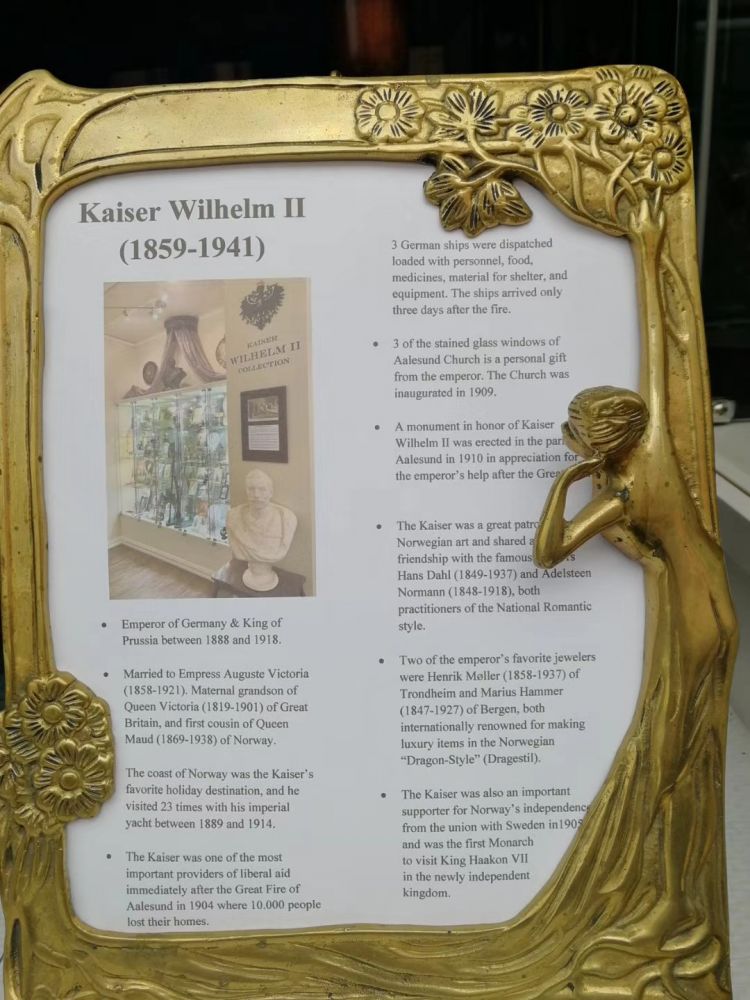 Kaiser Wilhelm II
(1859-1941)
KAISER
WILHELM II
COLLECTION
• Emperor of Germany & King of
Prussia between 1888 and 1918.
• Married to Empress Auguste Victoria
(1858-1921). Maternal grandson of
Queen Victoria (1819-1901) of Great
Britain, and first cousin of Queen
Maud (1869-1938) of Norway.
The coast of Norway was the Kaiser's
favorite holiday destination, and he
visited 23 times with his imperial
yacht between 1889 and 1914.
• The Kaiser was one of the most
important providers of liberal aid
immediately after the Great Fire of
Aalesund in 1904 where 10.000 people
lost their homes.
3 German ships were dispatched
loaded with personnel, food,
medicines, material for shelter, and
equipment. The ships arrived only
three days after the fire.
• 3 of the stained glass windows of
Aalesund Church is a personal gift
from the emperor. The Church was
inaugurated in 1909.
• A monument in honor of Kaiser
Wilhelm II was erected in the
Aalesund in 1910 in appreciation for
the emperor's help after the
• The Kaiser was a great
Norwegian art and shared
friendship with the famous
Hans Dahl (1849-1937) and Adelsteen
Normann (1848-1918), both
practitioners of the National Romantic
style.
• Two of the emperor's favorite jewelers
were Henrik Møller (1858-1937) of
Trondheim and Marius Hammer
(1847-1927) of Bergen, both
internationally renowned for making
luxury items in the Norwegian
"Dragon-Style" (Dragestil).
• The Kaiser was also an important
supporter for Norway's independence
from the union with Sweden in1905
and was the first Monarch
to visit King Haakon VII
in the newly independent
kingdom.